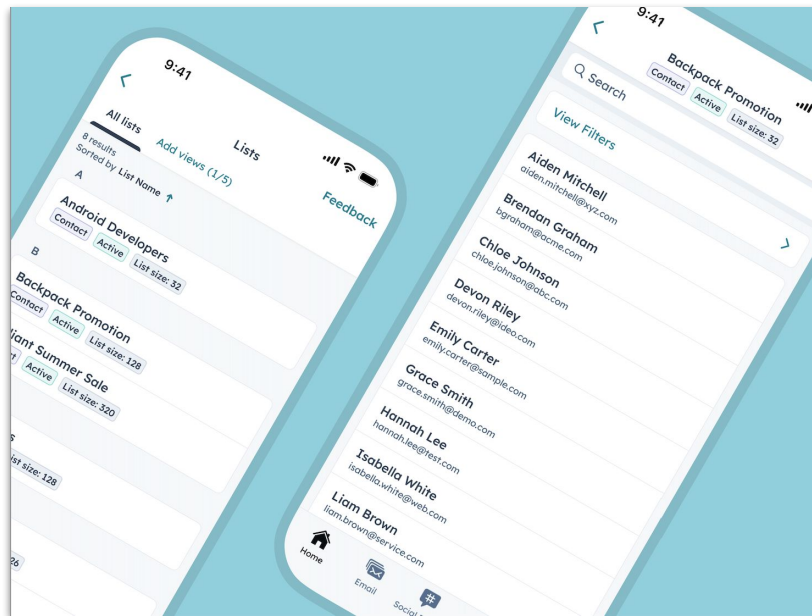 9:41
All lists
Add views (1/5)
Lists
Feedback
8 results
Sorted by List Name ↑
A
Android Developers
Contact Active List size: 32
B
Backpack Promotion
Contact Active List size: 128
Summer Sale
Active List size: 320
size: 128
26
9:41
Backpack Promotion
Contact Active List size: 32
Search
View Filters
Aiden Mitchell
aiden.mitchell@xyz.com
Brendan Graham
bgraham@acme.com
Chloe Johnson
chloe.johnson@abc.com
Devon Riley
devon.riley@ideo.com
Emily Carter
emily.carter@sample.com
Grace Smith
grace.smith@demo.com
Hannah Lee
hannah.lee@test.com
Isabella White
isabella.white@web.com
Liam Brown
liam.brown@service.com
Home
Email
Social